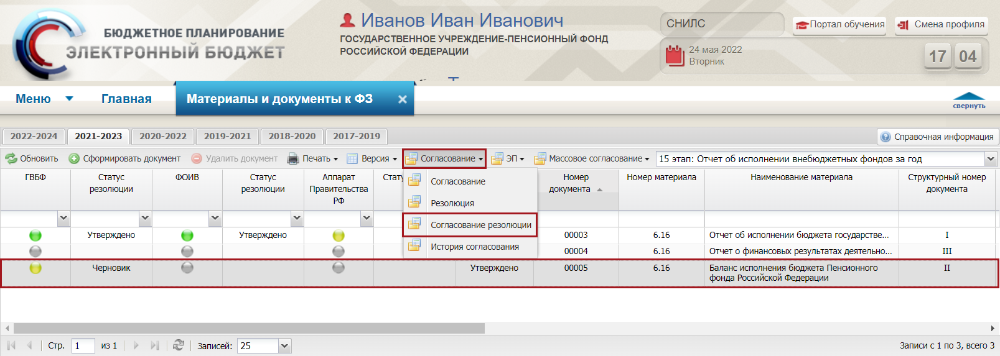 БЮДЖЕТНОЕ ПЛАНИРОВАНИЕ
ЭЛЕКТРОННЫЙ БЮДЖЕТ
Иванов Иван Иванович
ГОСУДАРСТВЕННОЕ УЧРЕЖДЕНИЕ-ПЕНСИОННЫЙ ФОНД
РОССИЙСКОЙ ФЕДЕРАЦИИ
СНИЛС
Портал обучения
Смена профиля
24 мая 2022
Вторник
17 04
Меню
Главная
Материалы и документы к ФЗ
свернуть
2022-2024 2021-2023 2020-2022 2019-2021 2018-2020 2017-2019
Справочная информация
Обновить Сформировать документ Удалить документ Печать Версия Согласование ЭП Массовое согласование 15 этап: Отчет об исполнении внебюджетных фондов за год
ГВБФ
Статус
резолюции
ФОИВ
Статус
резолюции
Аппарат
Правительства
РФ
Номер
документа
Номер материала
Наименование материала
Структурный номер
документа
Согласование
Резолюция
Согласование резолюции
История согласования
Утверждено Утверждено 00003 6.16 Отчет об исполнении бюджета государстве... I
00004 6.16 Отчет о финансовых результатах деятельно... III
Черновик Утверждено 00005 6.16 Баланс исполнения бюджета Пенсионного II
фонда Российской Федерации
Стр. 1 из 1 Записей: 25
Записи с 1 по 3, всего 3